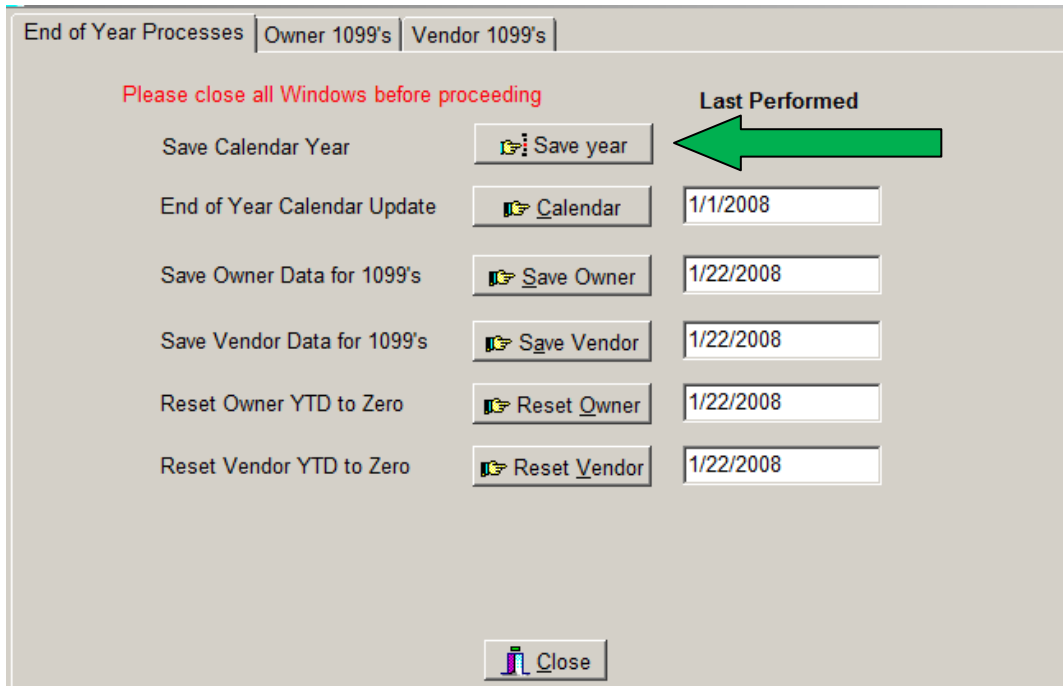 End of Year Processes Owner 1099's Vendor 1099's
Please close all Windows before proceeding
Last Performed
Save Calendar Year Save year
End of Year Calendar Update Calendar 1/1/2008
Save Owner Data for 1099's Save Owner 1/22/2008
Save Vendor Data for 1099's Save Vendor 1/22/2008
Reset Owner YTD to Zero Reset Owner 1/22/2008
Reset Vendor YTD to Zero Reset Vendor 1/22/2008
Close